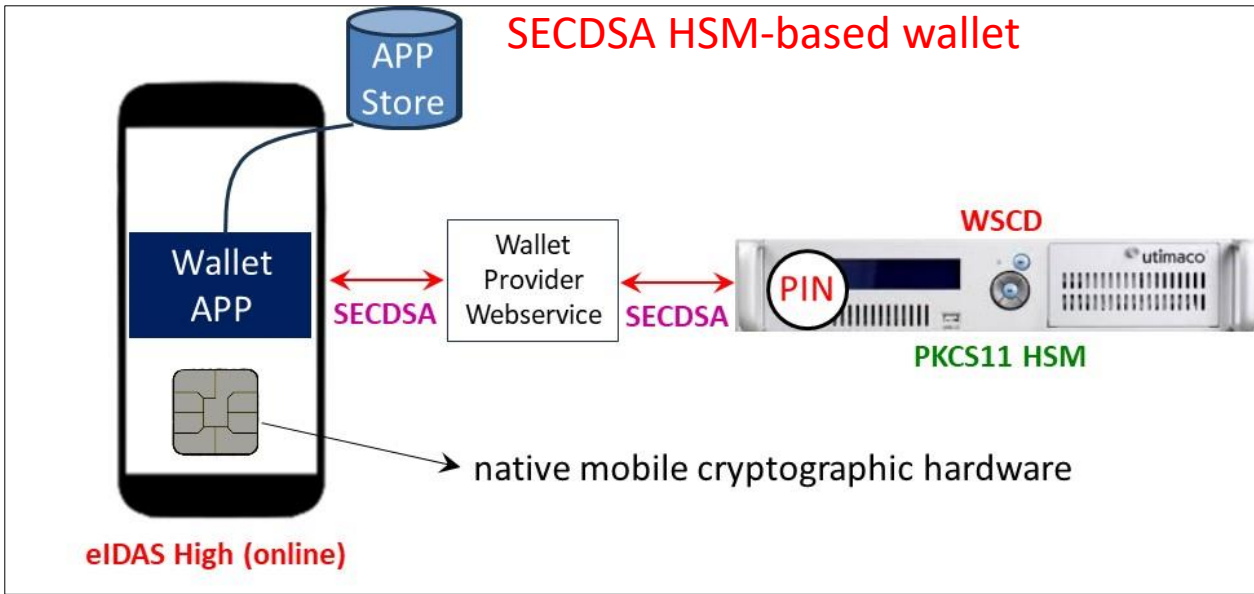 SECDSA HSM-based wallet
APP
Store
Wallet
APP
SECDSA
Wallet
Provider
Webservice
SECDSA
WSCD
utimaco
PIN
PKCS11 HSM
native mobile cryptographic hardware
eIDAS High (online)